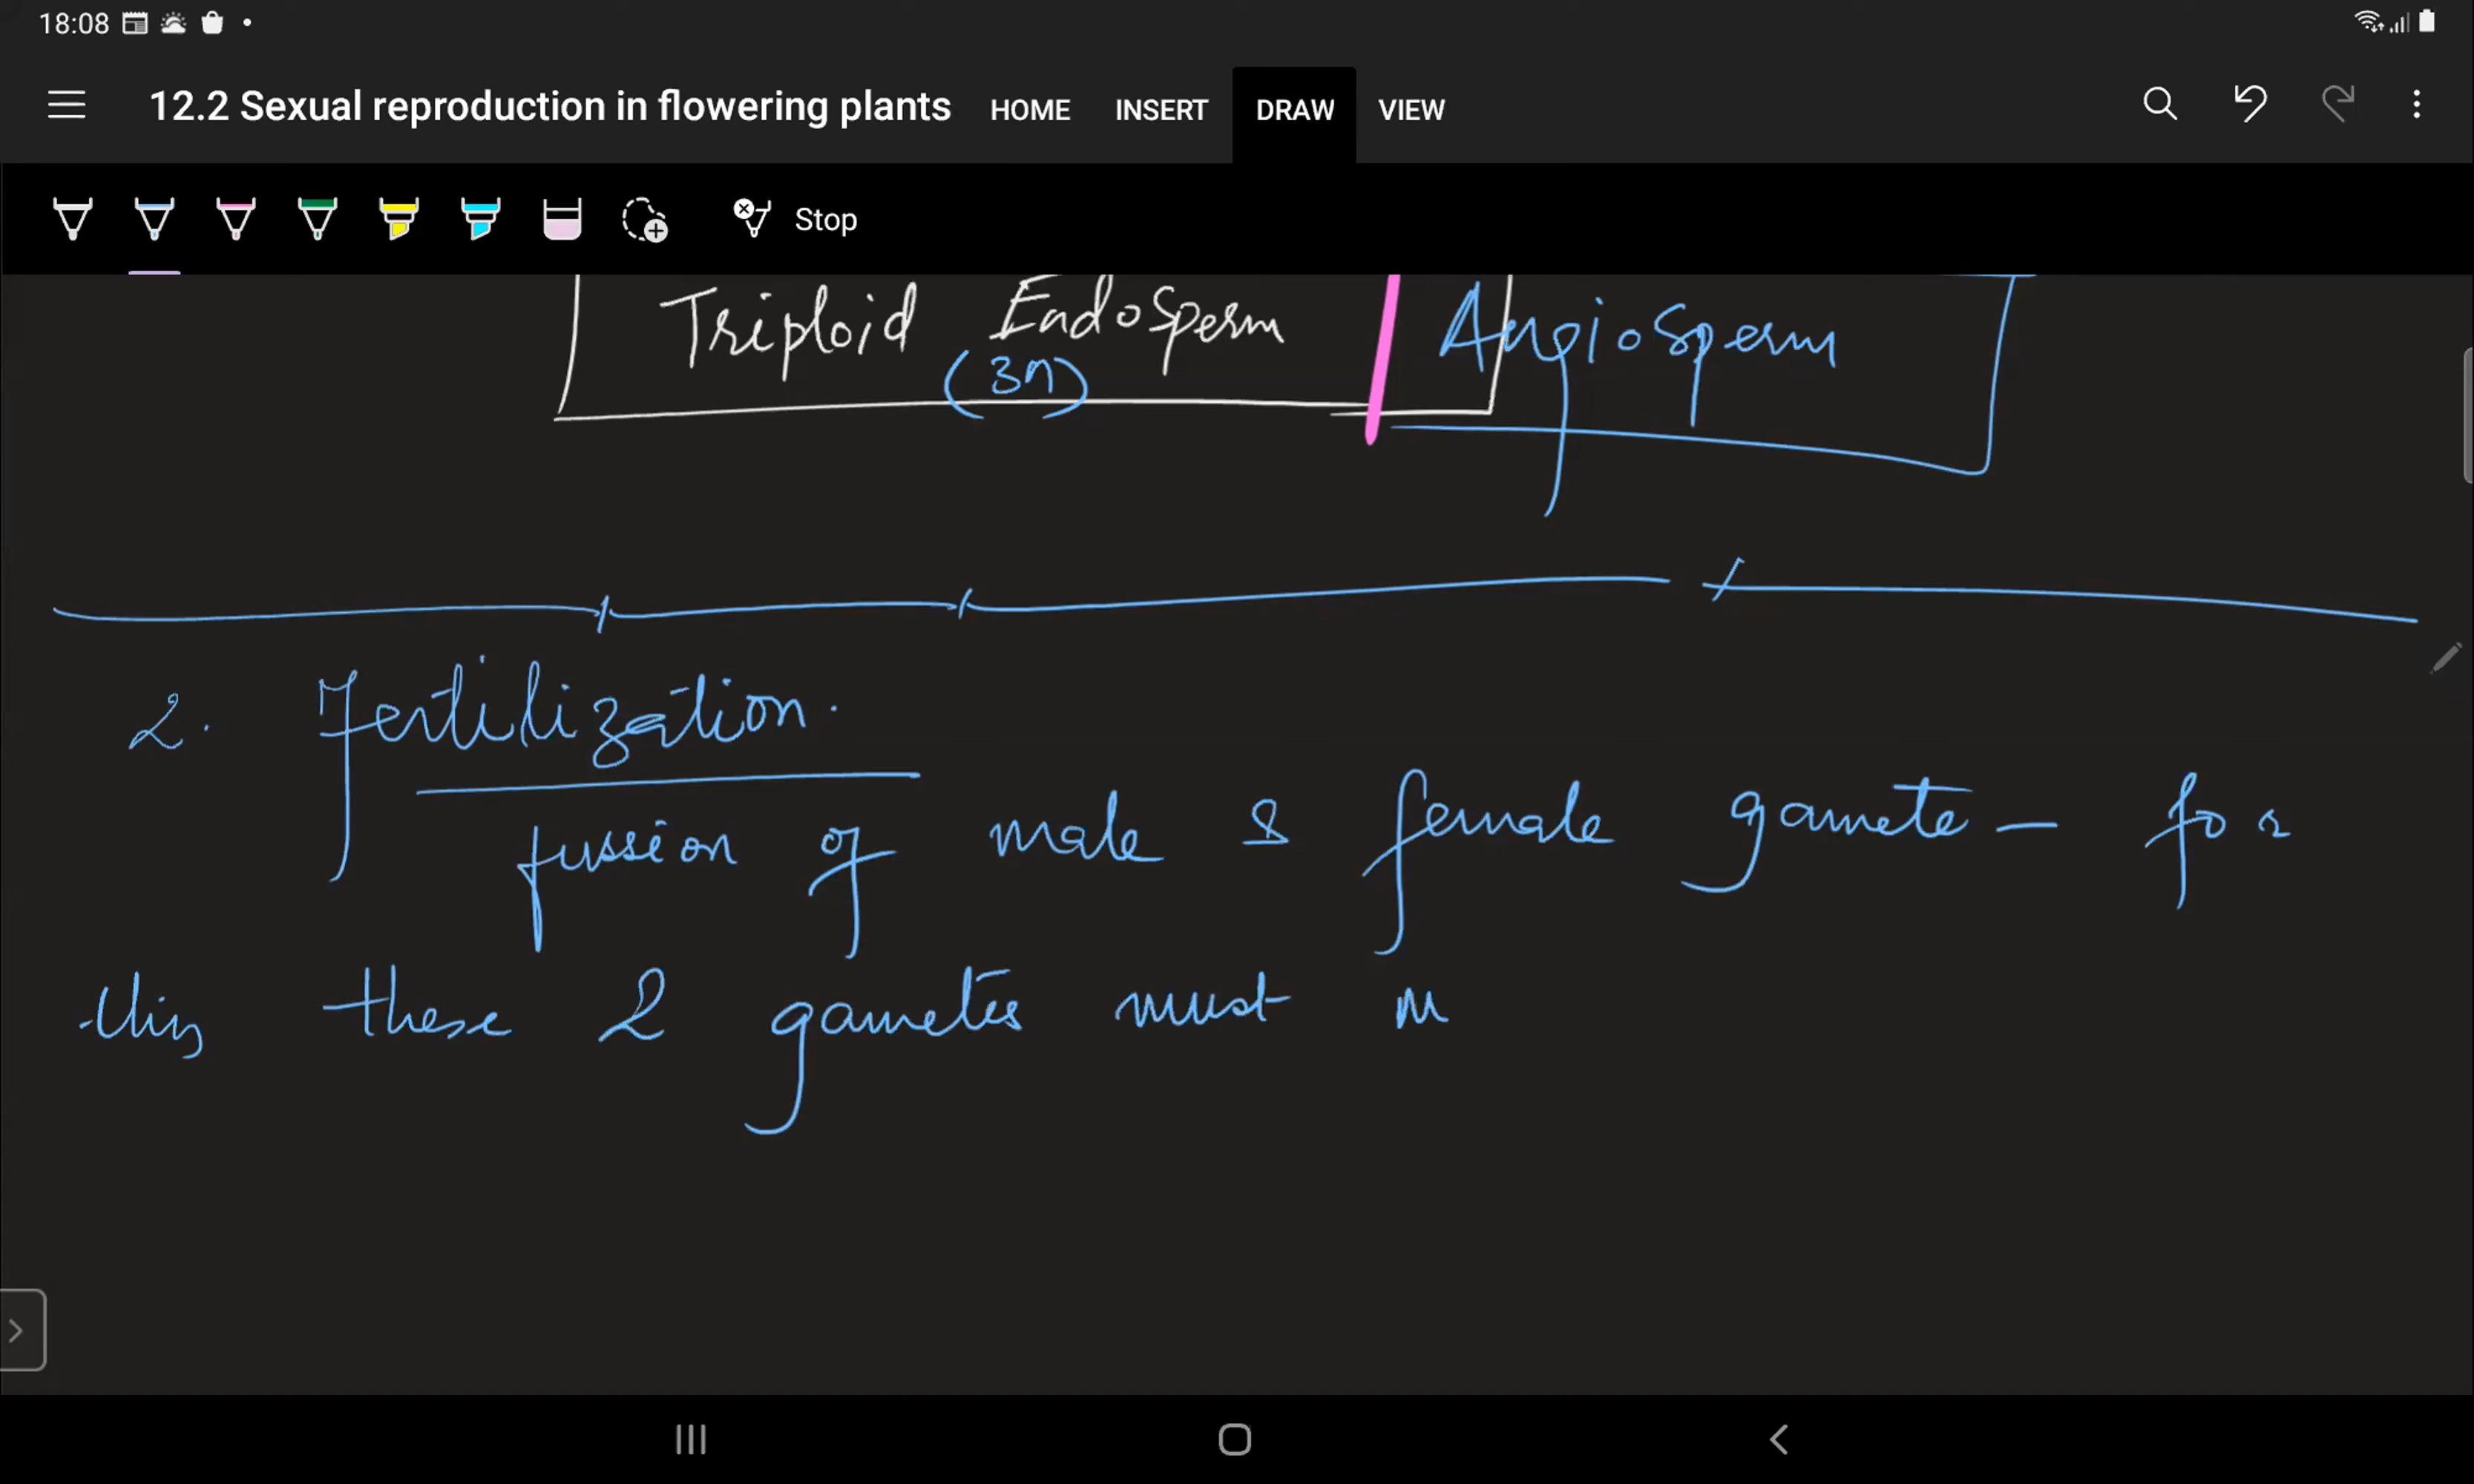 18:08
12.2 Sexual reproduction in flowering plants HOME INSERT DRAW VIEW
Stop
Triploid Endosperm Angiosperm
(3n)
2. Fertilization.
fussion of male & female gamete — for
this these 2 gametes must m